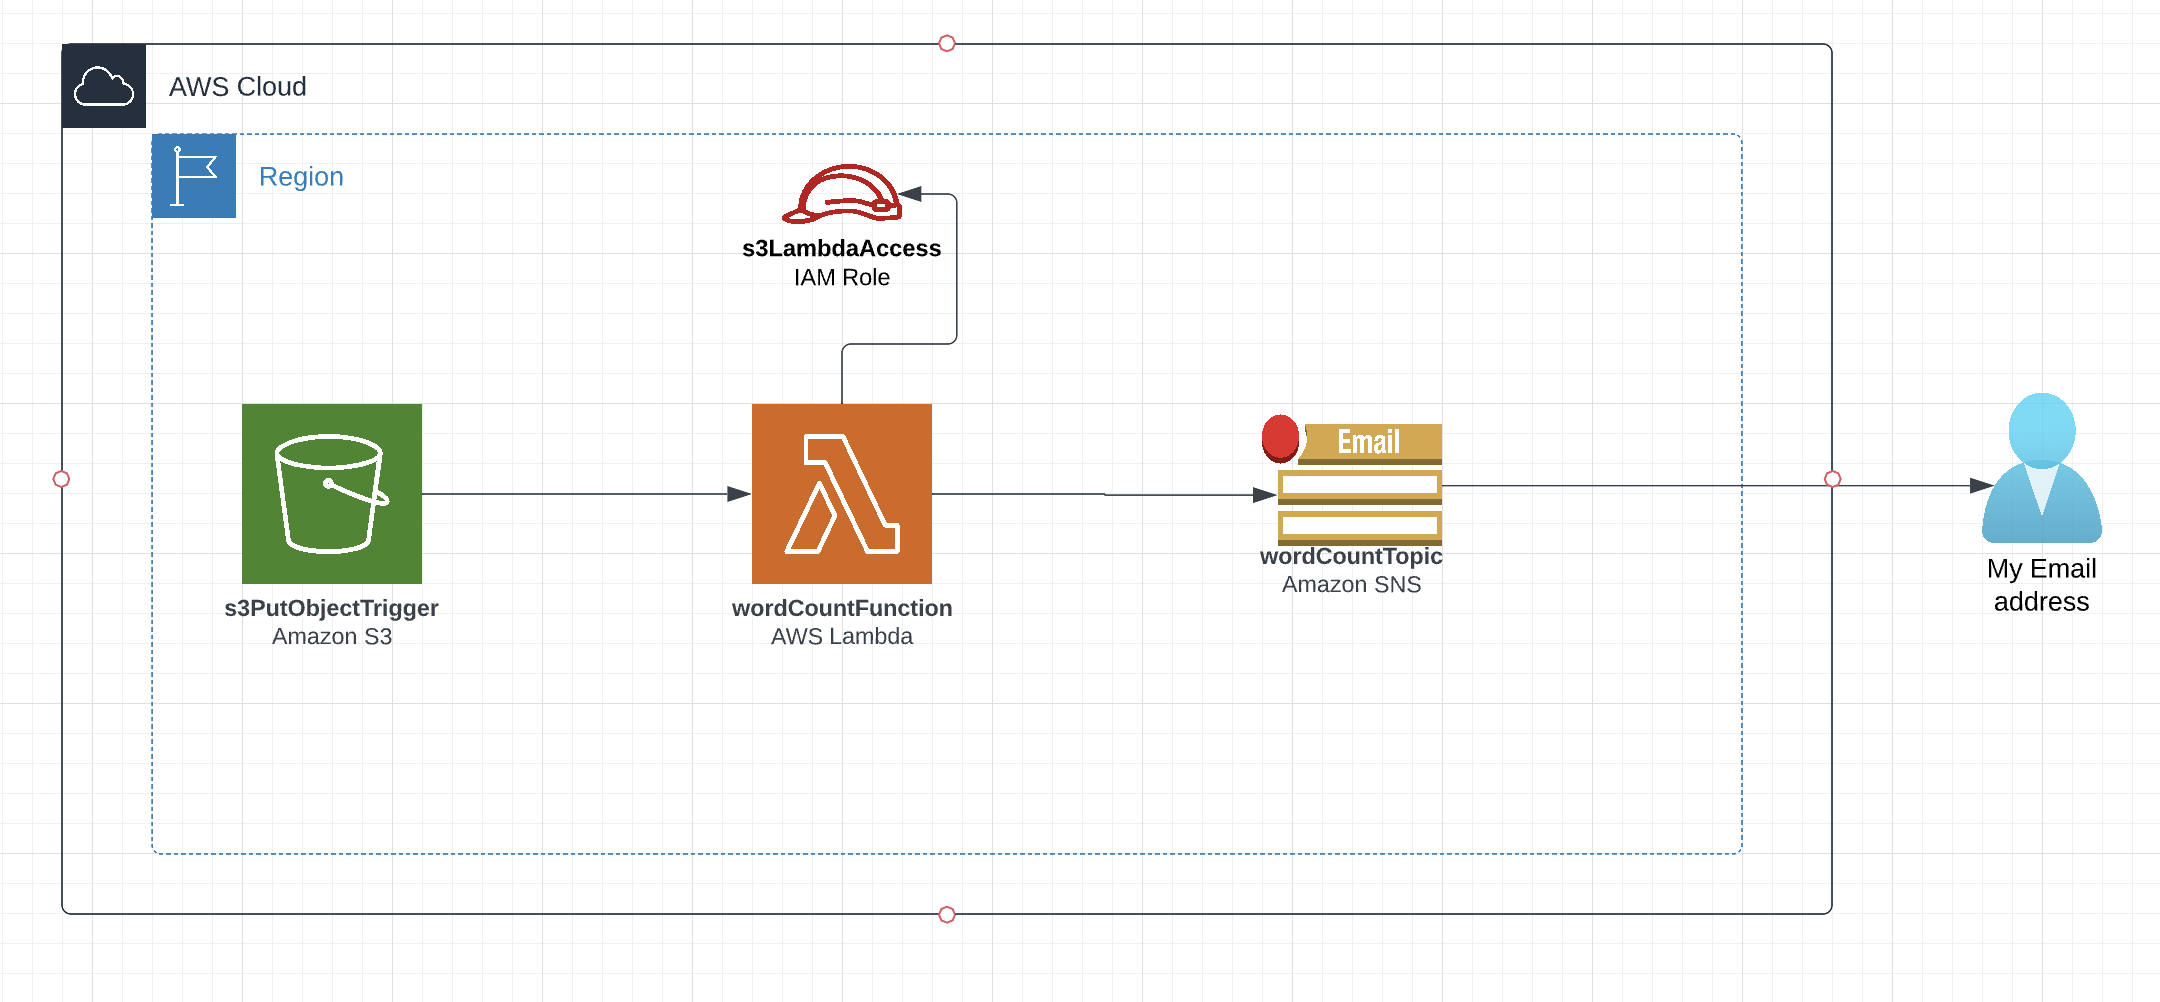 AWS Cloud
Region
s3LambdaAccess
IAM Role
s3PutObjectTrigger
Amazon S3
wordCountFunction
AWS Lambda
Email
wordCountTopic
Amazon SNS
My Email
address